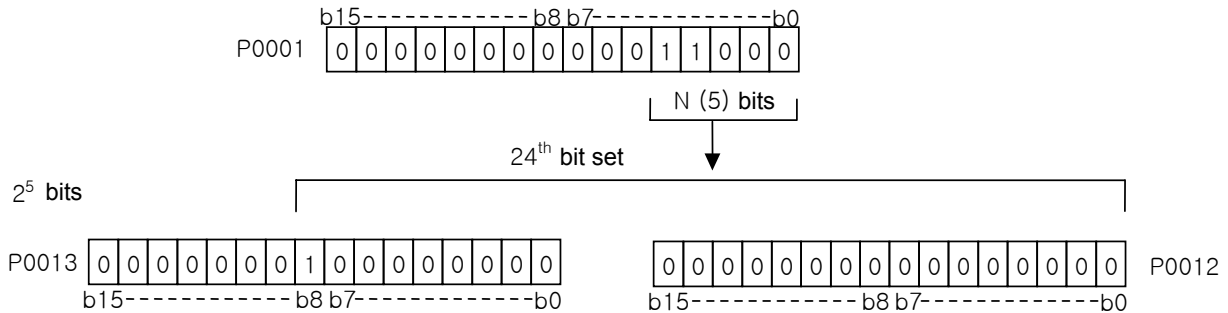 b15----------------b8 b7------------------b0
P0001 0 0 0 0 0 0 0 0 0 0 0 1 1 0 0 0
N (5) bits
24th bit set
2^5 bits
P0013 0 0 0 0 0 0 0 1 0 0 0 0 0 0 0 0
0 0 0 0 0 0 0 0 0 0 0 0 0 0 0 0 P0012
b15----------------b8 b7------------------b0
b15----------------b8 b7------------------b0